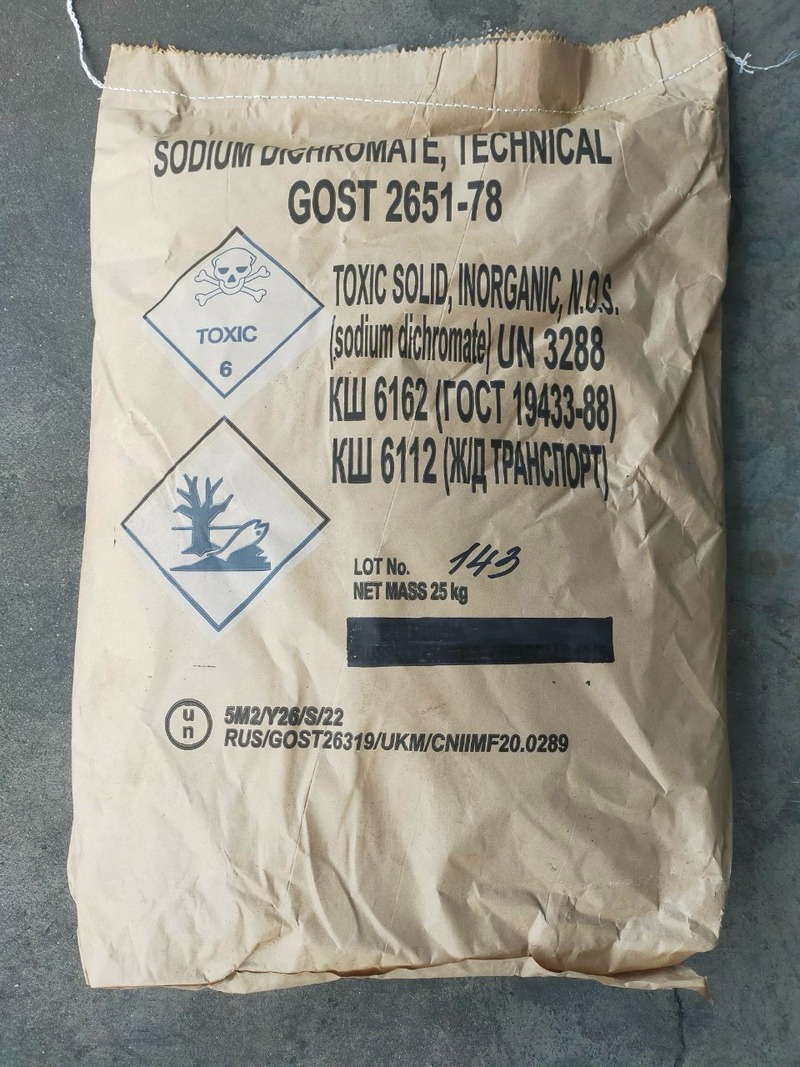 SODIUM DICHROMATE, TECHNICAL
GOST 2651-78
TOXIC
6
TOXIC SOLID, INORGANIC, N.O.S.
(sodium dichromate) UN 3288
КШ 6162 (ГОСТ 19433-88)
КШ 6112 (Ж/Д ТРАНСПОРТ)
LOT No. 143
NET MASS 25 kg
un
5M2/Y26/S/22
RUS/GOST26319/UKM/CNIIMF20.0289